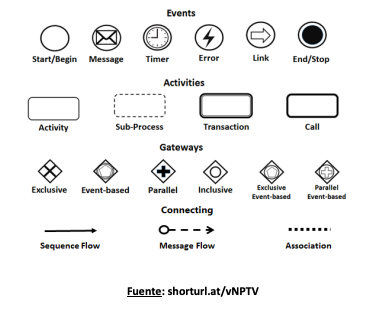 Events
Start/Begin Message Timer Error Link End/Stop
Activities
Activity Sub-Process Transaction Call
Gateways
Exclusive Event-based Parallel Inclusive Exclusive Event-based Parallel Event-based
Connecting
Sequence Flow Message Flow Association
Fuente: shorturl.at/vNPTV